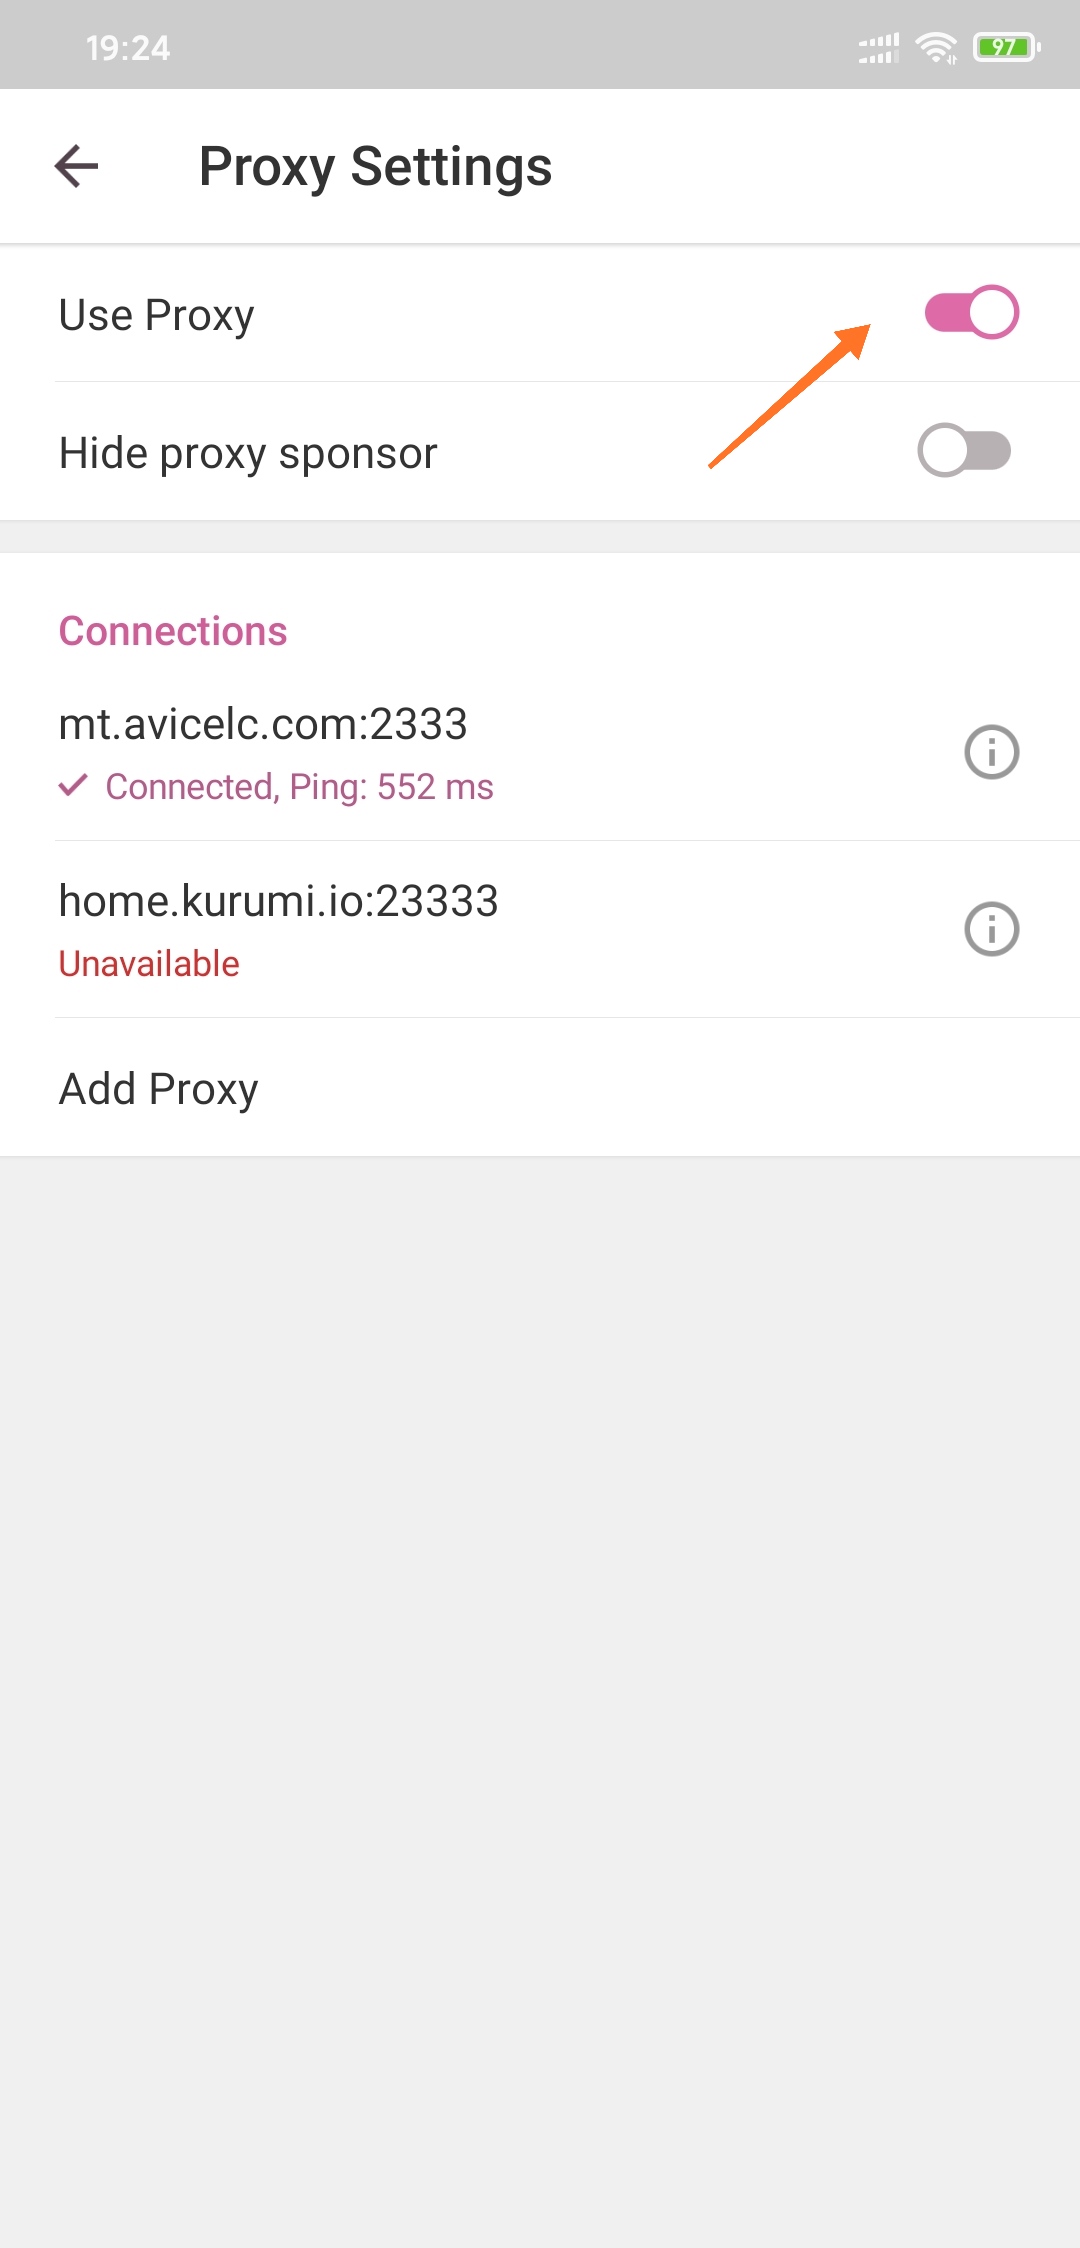 19:24
97
Proxy Settings
Use Proxy
Hide proxy sponsor
Connections
mt.avicelc.com:2333
Connected, Ping: 552 ms
home.kurumi.io:23333
Unavailable
Add Proxy